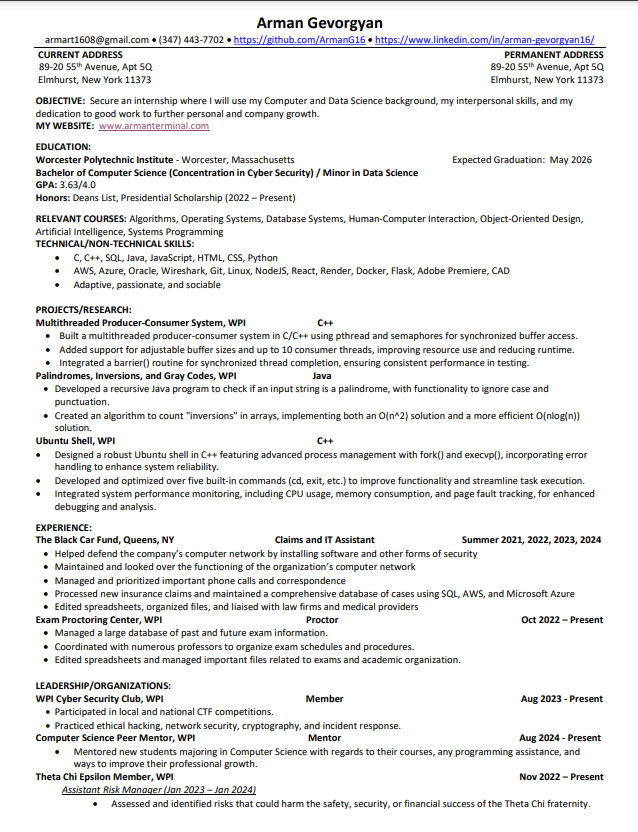 Arman Gevorgyan
armart1608@gmail.com • (347) 443-7702 • https://github.com/ArmanG16 • https://www.linkedin.com/in/arman-gevorgyan16/
CURRENT ADDRESS PERMANENT ADDRESS
89-20 55th Avenue, Apt 5Q 89-20 55th Avenue, Apt 5Q
Elmhurst, New York 11373 Elmhurst, New York 11373
OBJECTIVE: Secure an internship where I will use my Computer and Data Science background, my interpersonal skills, and my
dedication to good work to further personal and company growth.
MY WEBSITE: www.armanterminal.com
EDUCATION:
Worcester Polytechnic Institute - Worcester, Massachusetts Expected Graduation: May 2026
Bachelor of Computer Science (Concentration in Cyber Security) / Minor in Data Science
GPA: 3.63/4.0
Honors: Deans List, Presidential Scholarship (2022 – Present)
RELEVANT COURSES: Algorithms, Operating Systems, Database Systems, Human-Computer Interaction, Object-Oriented Design,
Artificial Intelligence, Systems Programming
TECHNICAL/NON-TECHNICAL SKILLS:
• C, C++, SQL, Java, JavaScript, HTML, CSS, Python
• AWS, Azure, Oracle, Wireshark, Git, Linux, NodeJS, React, Render, Docker, Flask, Adobe Premiere, CAD
• Adaptive, passionate, and sociable
PROJECTS/RESEARCH:
Multithreaded Producer-Consumer System, WPI C++
• Built a multithreaded producer-consumer system in C/C++ using pthread and semaphores for synchronized buffer access.
• Added support for adjustable buffer sizes and up to 10 consumer threads, improving resource use and reducing runtime.
• Integrated a barrier() routine for synchronized thread completion, ensuring consistent performance in testing.
Palindromes, Inversions, and Gray Codes, WPI Java
• Developed a recursive Java program to check if an input string is a palindrome, with functionality to ignore case and
punctuation.
• Created an algorithm to count "inversions" in arrays, implementing both an O(n^2) solution and a more efficient O(nlog(n))
solution.
Ubuntu Shell, WPI C++
• Designed a robust Ubuntu shell in C++ featuring advanced process management with fork() and execvp(), incorporating error
handling to enhance system reliability.
• Developed and optimized over five built-in commands (cd, exit, etc.) to improve functionality and streamline task execution.
• Integrated system performance monitoring, including CPU usage, memory consumption, and page fault tracking, for enhanced
debugging and analysis.
EXPERIENCE:
The Black Car Fund, Queens, NY Claims and IT Assistant Summer 2021, 2022, 2023, 2024
• Helped defend the company's computer network by installing software and other forms of security
• Maintained and looked over the functioning of the organization's computer network
• Managed and prioritized important phone calls and correspondence
• Processed new insurance claims and maintained a comprehensive database of cases using SQL, AWS, and Microsoft Azure
• Edited spreadsheets, organized files, and liaised with law firms and medical providers
Exam Proctoring Center, WPI Proctor Oct 2022 – Present
• Managed a large database of past and future exam information.
• Coordinated with numerous professors to organize exam schedules and procedures.
• Edited spreadsheets and managed important files related to exams and academic organization.
LEADERSHIP/ORGANIZATIONS:
WPI Cyber Security Club, WPI Member Aug 2023 - Present
• Participated in local and national CTF competitions.
• Practiced ethical hacking, network security, cryptography, and incident response.
Computer Science Peer Mentor, WPI Mentor Aug 2024 - Present
• Mentored new students majoring in Computer Science with regards to their courses, any programming assistance, and
ways to improve their professional growth.
Theta Chi Epsilon Member, WPI Nov 2022 – Present
Assistant Risk Manager (Jan 2023 – Jan 2024)
• Assessed and identified risks that could harm the safety, security, or financial success of the Theta Chi fraternity.